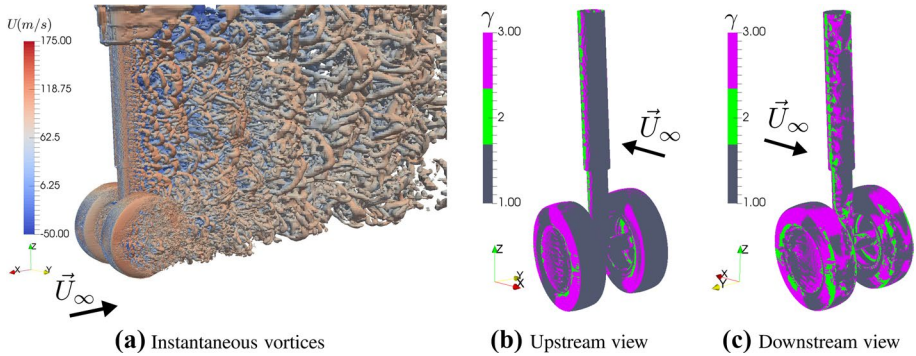 U(m/s)
175.00
118.75
62.5
6.25
-50.00
Z
X
Y
U⃗∞
(a) Instantaneous vortices
γ
3.00
2
1.00
U⃗∞
Z
Y
X
(b) Upstream view
γ
3.00
2
1.00
U⃗∞
Z
X
Y
(c) Downstream view